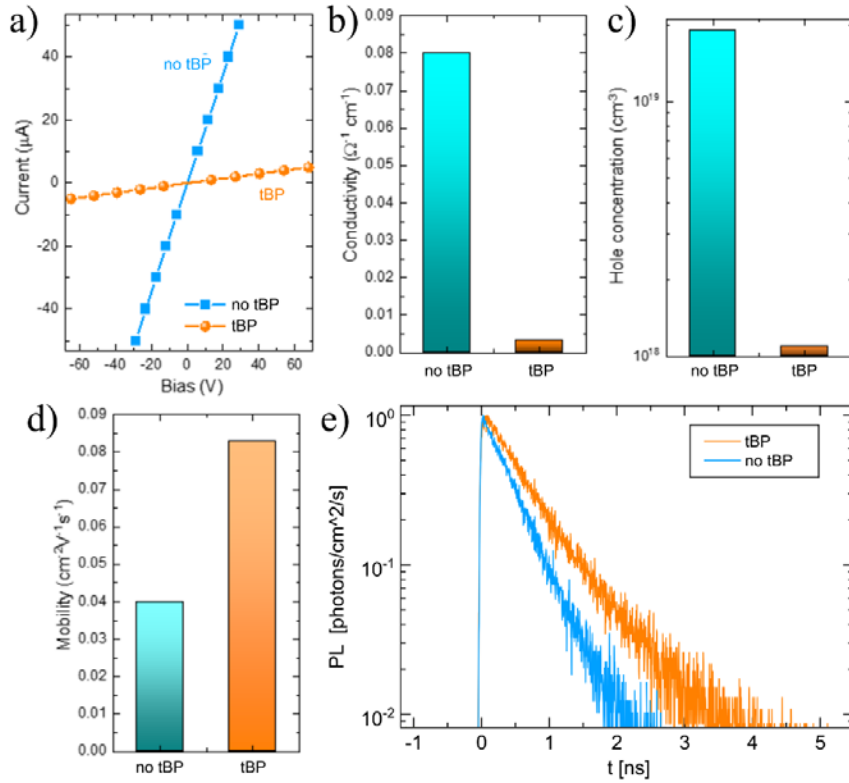 a)
Current (µA)
40
20
0
-20
-40
no tBP
tBP
no tBP
tBP
-60 -40 -20 0 20 40 60
Bias (V)
b)
Conductivity (Ω⁻¹ cm⁻¹)
0.09
0.08
0.07
0.06
0.05
0.04
0.03
0.02
0.01
0.00
no tBP tBP
c)
Hole concentration (cm⁻³)
10¹⁹
10¹⁸
no tBP tBP
d)
Mobility (cm⁻²V⁻¹s⁻¹)
0.09
0.08
0.07
0.06
0.05
0.04
0.03
0.02
0.01
0.00
no tBP tBP
e)
PL [photons/cm^2/s]
10⁰
10⁻¹
10⁻²
tBP
no tBP
-1 0 1 2 3 4 5
t [ns]